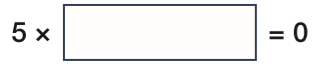 5 × = 0